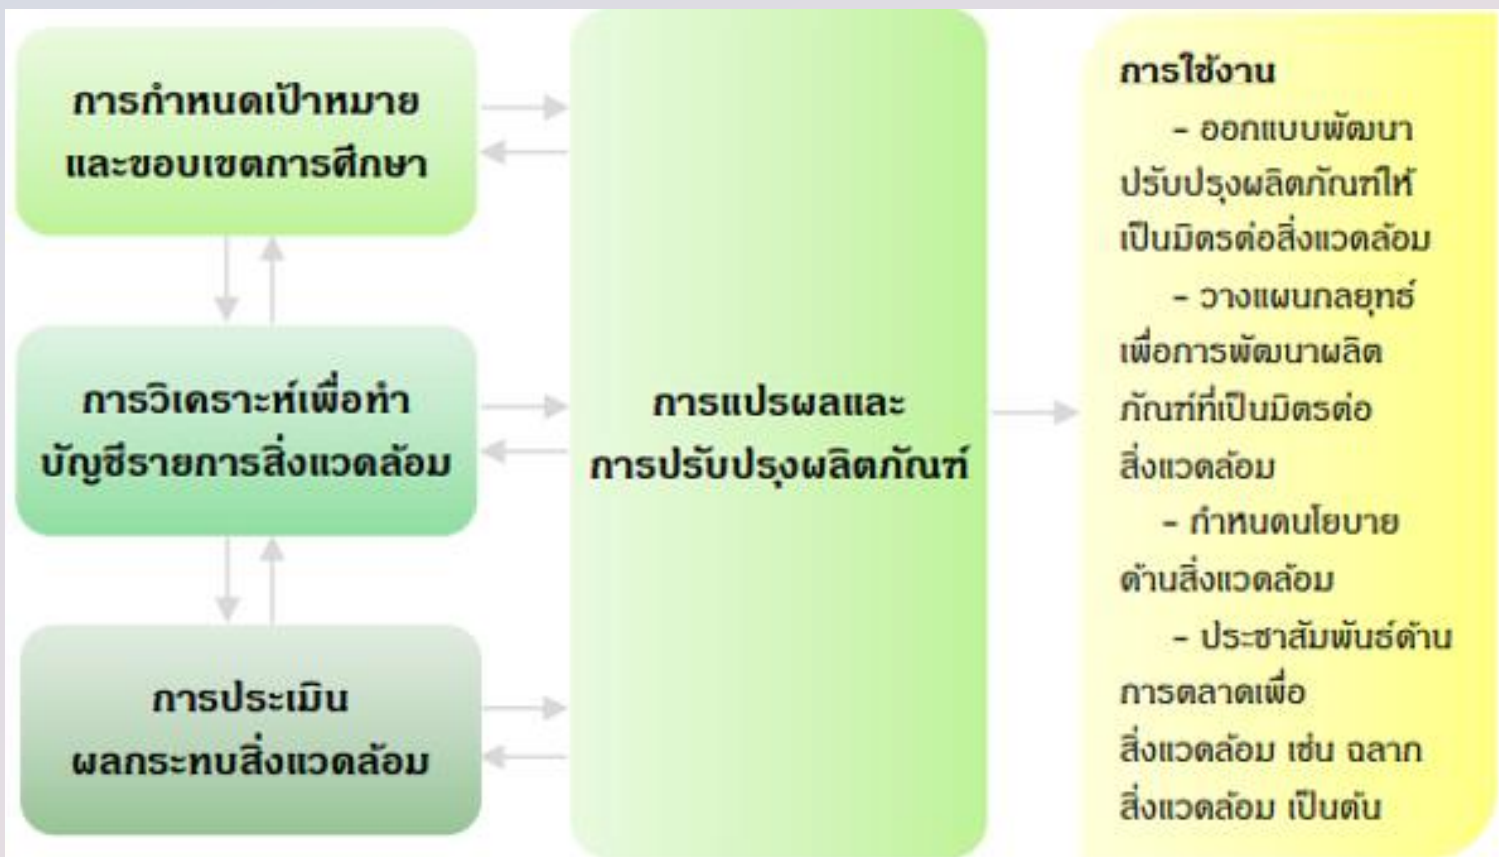 การกำหนดเป้าหมาย
และขอบเขตการศึกษา
การวิเคราะห์เพื่อทำ
บัญชีรายการสิ่งแวดล้อม
การประเมิน
ผลกระทบสิ่งแวดล้อม
การแปรผลและ
การปรับปรุงผลิตภัณฑ์
การใช้งาน
- ออกแบบพัฒนา
ปรับปรุงผลิตภัณฑ์ให้
เป็นมิตรต่อสิ่งแวดล้อม
- วางแผนกลยุทธ์
เพื่อการพัฒนาผลิต
ภัณฑ์ที่เป็นมิตรต่อ
สิ่งแวดล้อม
- กำหนดนโยบาย
ด้านสิ่งแวดล้อม
- ประชาสัมพันธ์ด้าน
การตลาดเพื่อ
สิ่งแวดล้อม เช่น ฉลาก
สิ่งแวดล้อม เป็นต้น